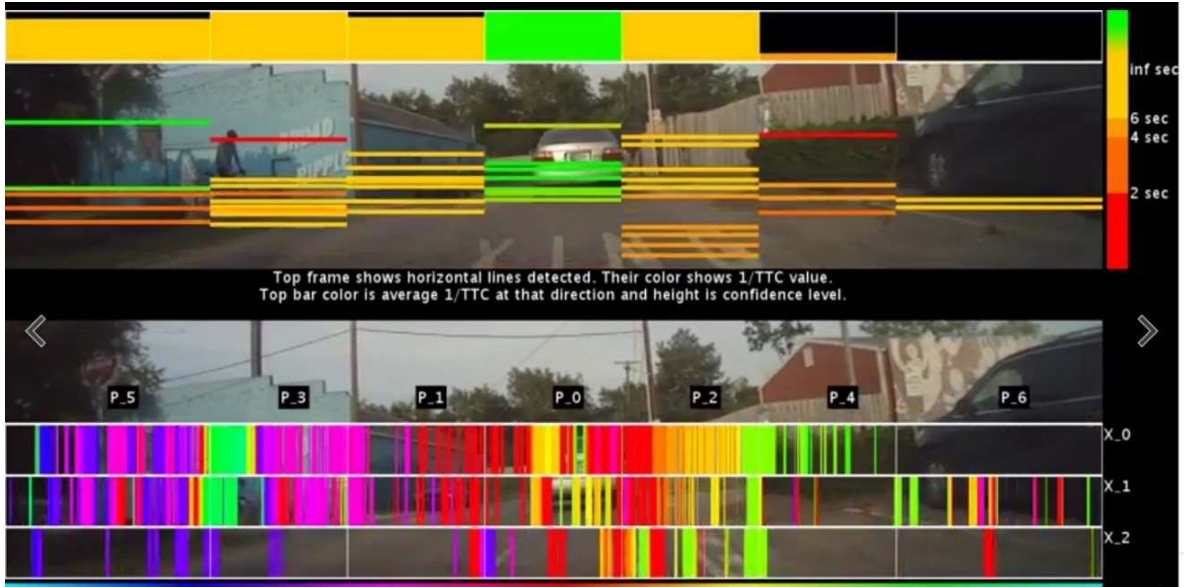 inf sec
6 sec
4 sec
2 sec
Top frame shows horizontal lines detected. Their color shows 1/TTC value.
Top bar color is average 1/TTC at that direction and height is confidence level.
P_5 P_3 P_1 P_0 P_2 P_4 P_6
X_0
X_1
X_2